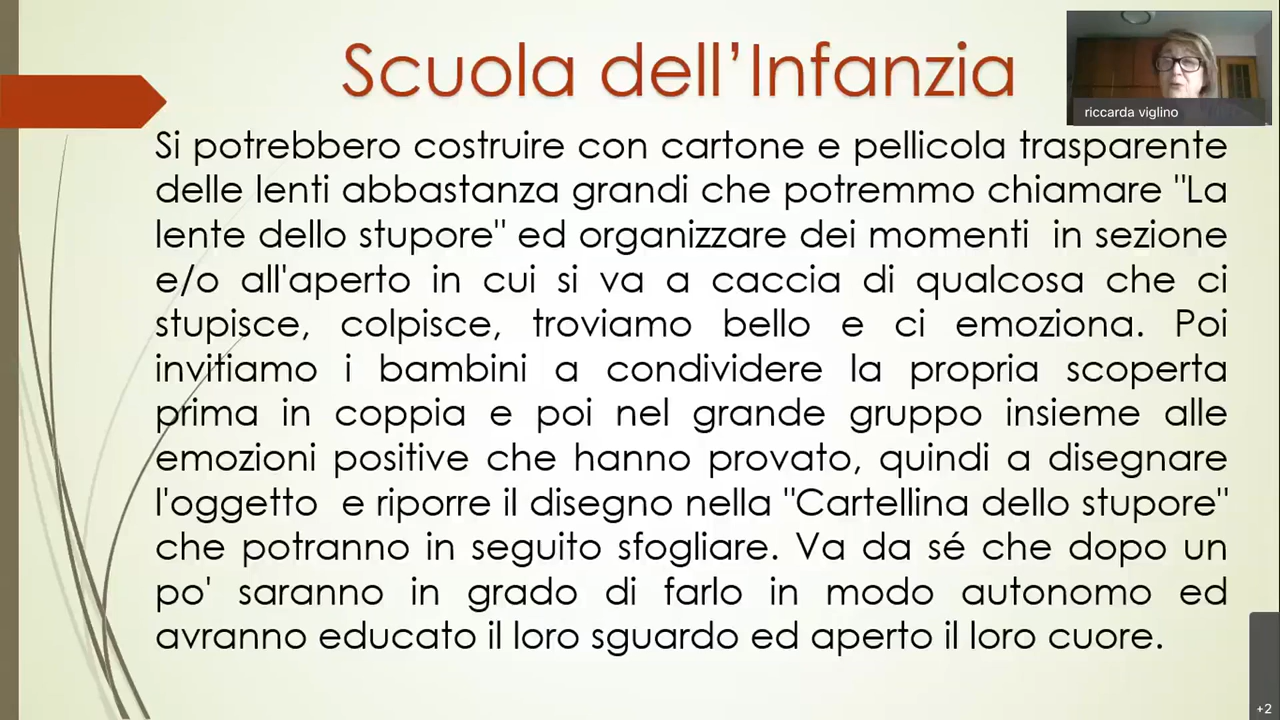 Scuola dell’Infanzia
riccarda viglino
Si potrebbero costruire con cartone e pellicola trasparente
delle lenti abbastanza grandi che potremmo chiamare "La
lente dello stupore" ed organizzare dei momenti in sezione
e/o all'aperto in cui si va a caccia di qualcosa che ci
stupisce, colpisce, troviamo bello e ci emoziona. Poi
invitiamo i bambini a condividere la propria scoperta
prima in coppia e poi nel grande gruppo insieme alle
emozioni positive che hanno provato, quindi a disegnare
l'oggetto e riporre il disegno nella "Cartellina dello stupore"
che potranno in seguito sfogliare. Va da sé che dopo un
po' saranno in grado di farlo in modo autonomo ed
avranno educato il loro sguardo ed aperto il loro cuore.
+2